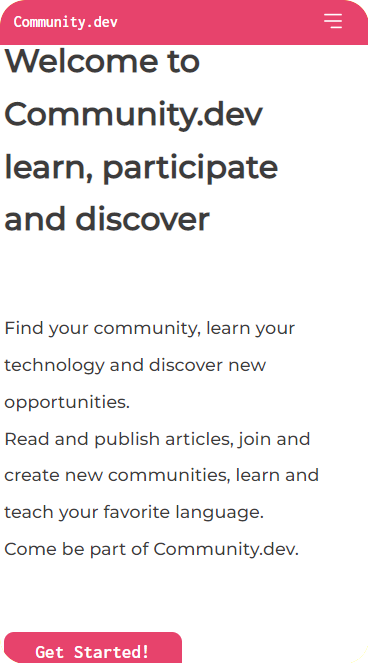 Community.dev
Welcome to
Community.dev
learn, participate
and discover
Find your community, learn your
technology and discover new
opportunities.
Read and publish articles, join and
create new communities, learn and
teach your favorite language.
Come be part of Community.dev.
Get Started!